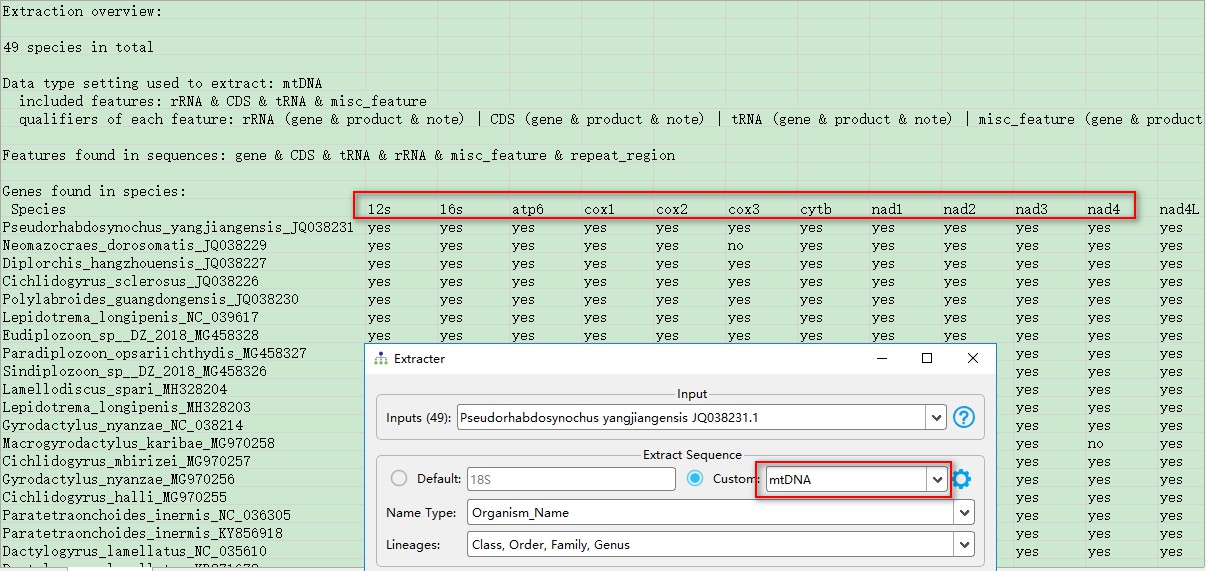 Extraction overview:
49 species in total
Data type setting used to extract: mtDNA
included features: rRNA & CDS & tRNA & misc_feature
qualifiers of each feature: rRNA (gene & product & note) | CDS (gene & product & note) | tRNA (gene & product & note) | misc_feature (gene & product
Features found in sequences: gene & CDS & tRNA & rRNA & misc_feature & repeat_region
Genes found in species:
Species 12s 16s atp6 cox1 cox2 cox3 cytb nad1 nad2 nad3 nad4 nad4L
Pseudorhabdosynochus_yangjiangensis_JQ038231 yes yes yes yes yes yes yes yes yes yes yes yes
Neomazocraes_dorosomatis_JQ038229 yes yes yes yes yes no yes yes yes yes yes yes
Diplorchis_hangzhouensis_JQ038227 yes yes yes yes yes yes yes yes yes yes yes yes
Cichlidogyrus_sclerosus_JQ038226 yes yes yes yes yes yes yes yes yes yes yes yes
Polylabroides_guangdongensis_JQ038230 yes yes yes yes yes yes yes yes yes yes yes yes
Lepidotrema_longipenis_NC_039617 yes yes yes yes yes yes yes yes yes yes yes yes
Eudiplozoon_sp__DZ_2018_MG458328 yes yes yes yes yes yes yes yes yes yes yes yes
Paradiplozoon_opsariichthydis_MG458327 yes yes yes
Sindiplozoon_sp__DZ_2018_MG458326 yes yes yes
Lamellodiscus_spari_MH328204 yes yes yes
Lepidotrema_longipenis_MH328203 yes yes yes
Gyrodactylus_nyanzae_NC_038214 yes yes yes
Macrogyrodactylus_karibae_MG970258 yes no yes
Cichlidogyrus_mbirizei_MG970257 yes yes yes
Gyrodactylus_nyanzae_MG970256 yes yes yes
Cichlidogyrus_halli_MG970255 yes yes yes
Paratetraonchoides_inermis_NC_036305 yes yes yes
Paratetraonchoides_inermis_KY856918 yes yes yes
Dactylogyrus_lamellatus_NC_035610 yes yes yes
Extracter
Input
Inputs (49): Pseudorhabdosynochus yangjiangensis JQ038231.1
Extract Sequence
Default: 18S Custom: mtDNA
Name Type: Organism_Name
Lineages: Class, Order, Family, Genus